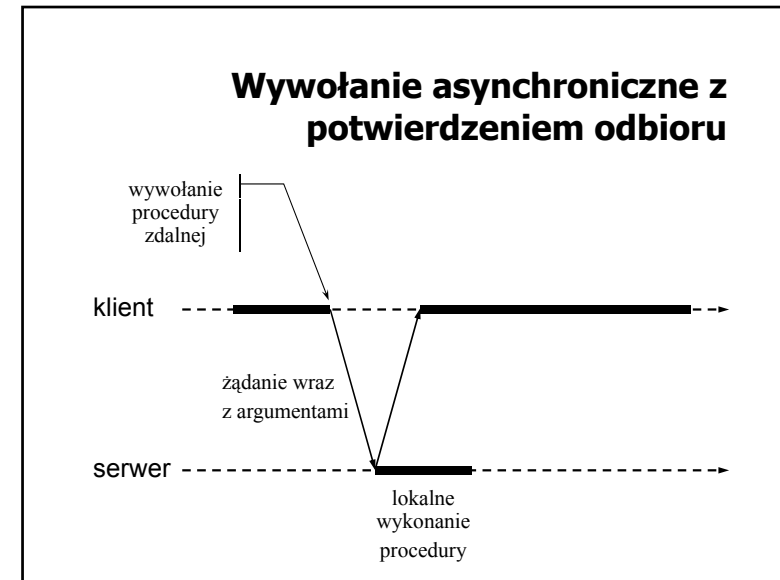 Wywołanie asynchroniczne z
potwierdzeniem odbioru
wywołanie
procedury
zdalnej
klient
żądanie wraz
z argumentami
serwer
lokalne
wykonanie
procedury